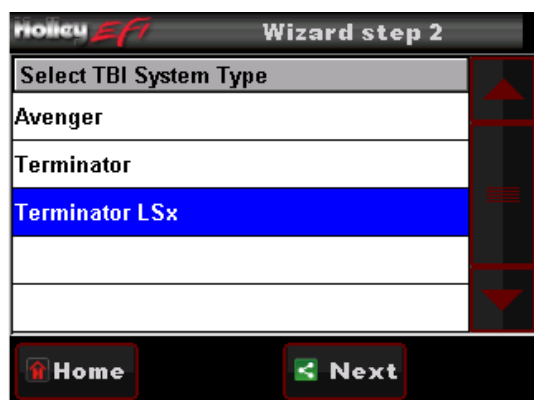 Holley EFI
Wizard step 2
Select TBI System Type
Avenger
Terminator
Terminator LSx
Home
Next